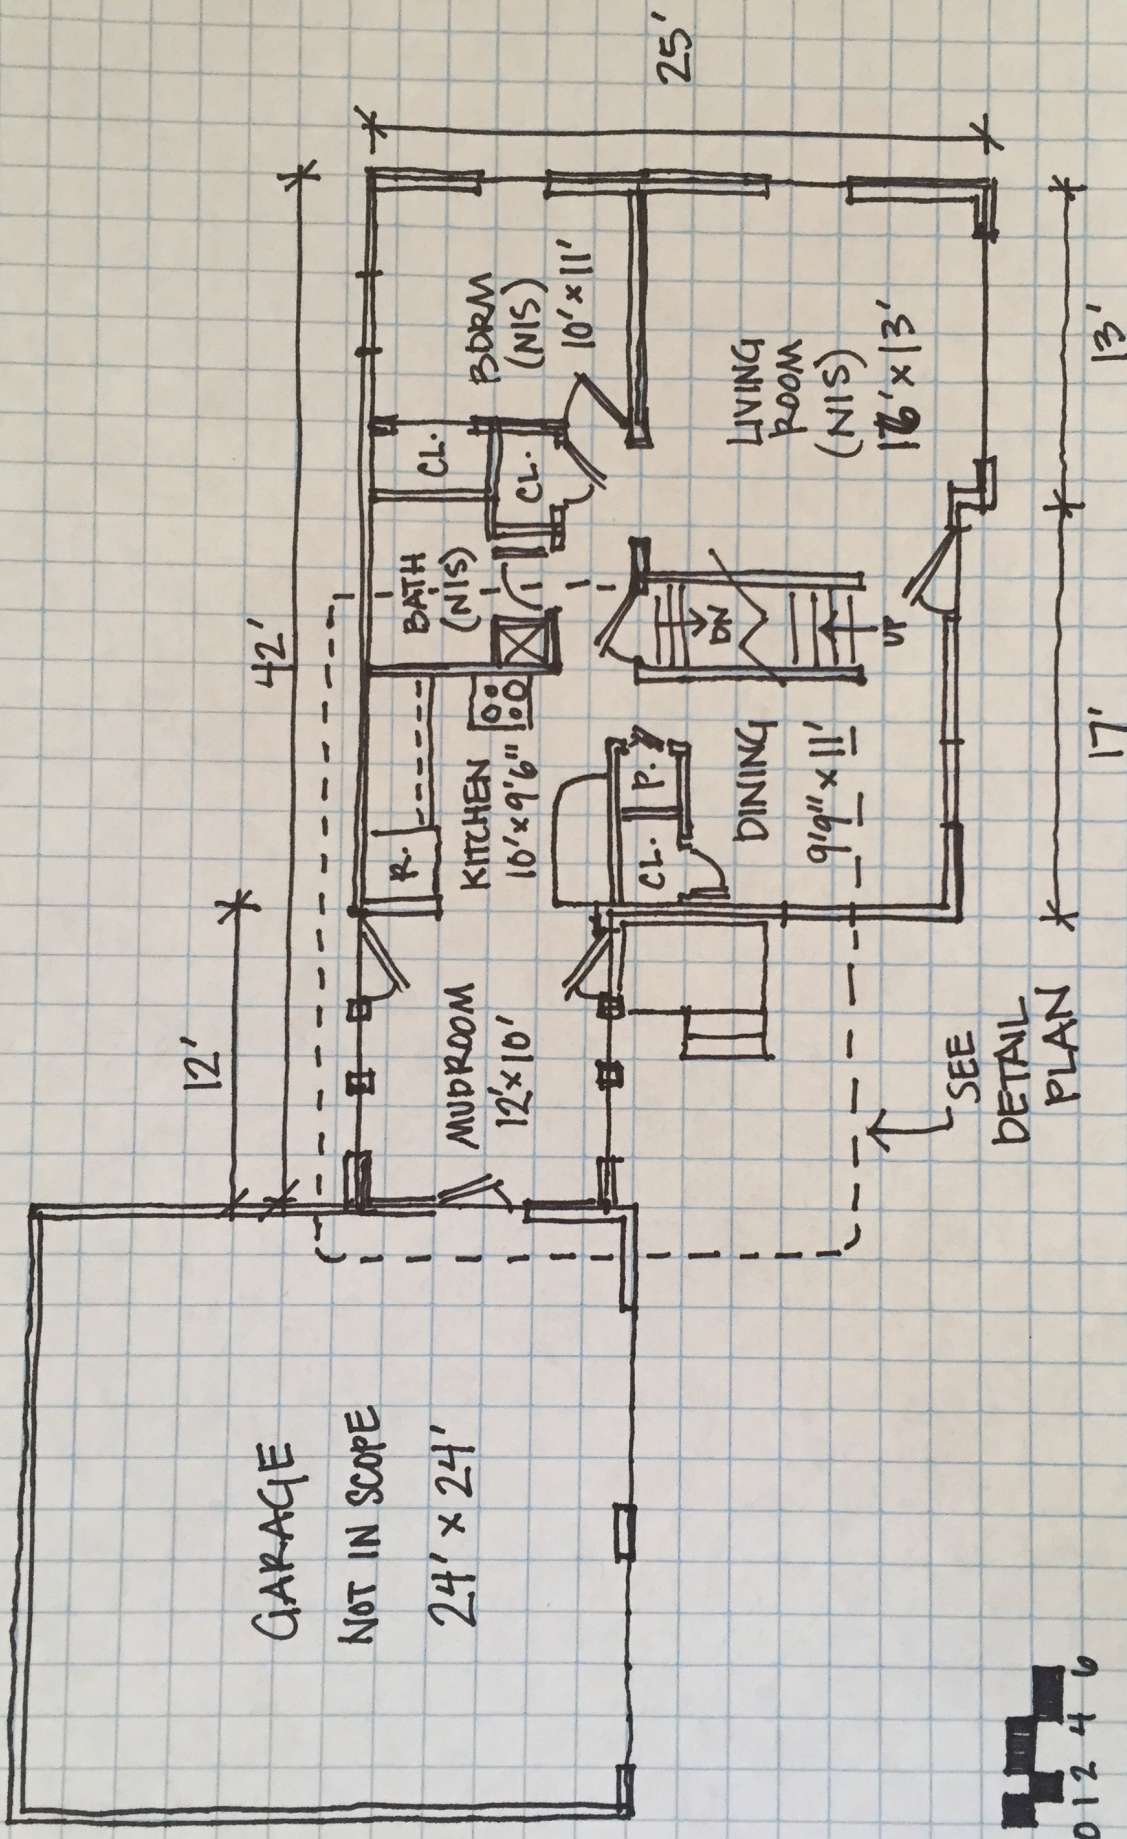 42'
12'
25'
13'
17'
GARAGE
NOT IN SCOPE
24' x 24'
MUDROOM
12'x10'
R.
KITCHEN
10'x9'6"
BATH
(NIS)
CL.
CL.
BDRM
(NIS)
10'x11'
CL.
P.
DINING
9'9"x11'
DN
UP
LIVING
ROOM
(NIS)
16'x13'
SEE
DETAIL
PLAN
0 1 2 4 6